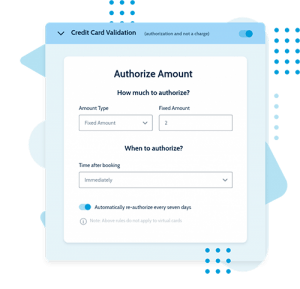 Credit Card Validation (authorization and not a charge)
Authorize Amount
How much to authorize?
Amount Type Fixed Amount
Fixed Amount 2
When to authorize?
Time after booking
Immediately
Automatically re-authorize every seven days
Note: Above rules do not apply to virtual cards